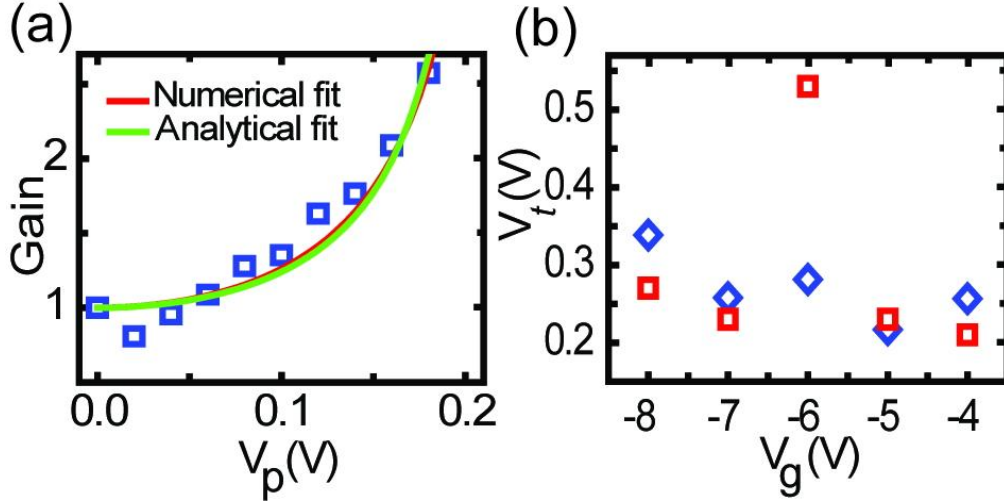 (a)
Numerical fit
Analytical fit
Gain
2
1
0.0 0.1 0.2
Vp(V)
(b)
Vt(V)
0.5
0.4
0.3
0.2
-8 -7 -6 -5 -4
Vg(V)